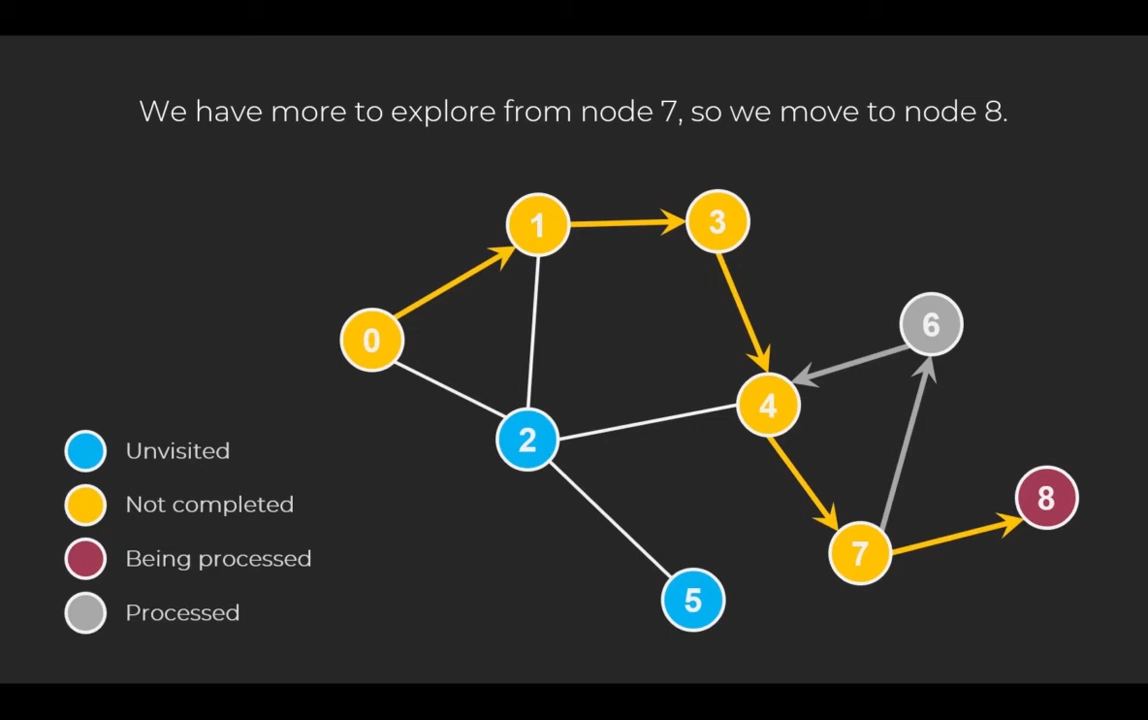 We have more to explore from node 7, so we move to node 8.
1
3
6
0
4
2
Unvisited
8
Not completed
7
Being processed
5
Processed